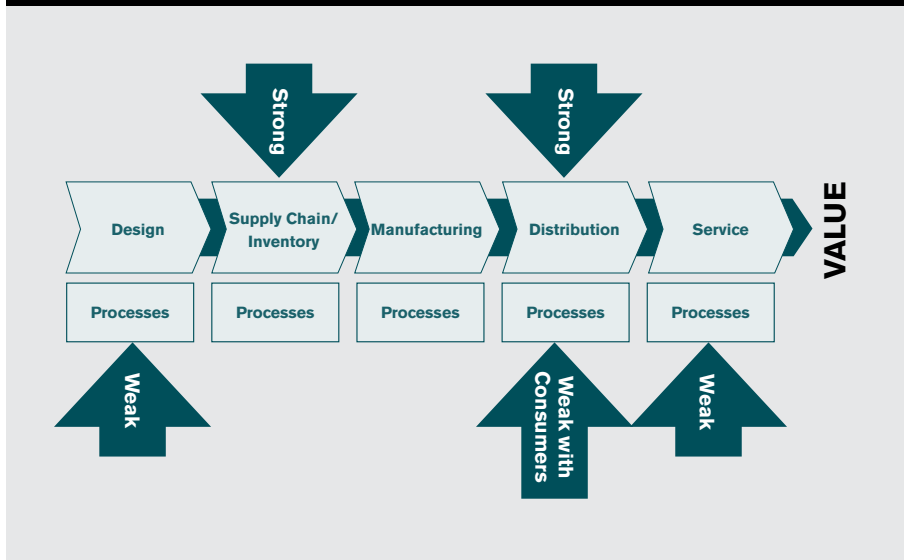 Strong
Strong
Design
Supply Chain/
Inventory
Manufacturing
Distribution
Service
VALUE
Processes
Processes
Processes
Processes
Processes
Weak
Weak with
Consumers
Weak